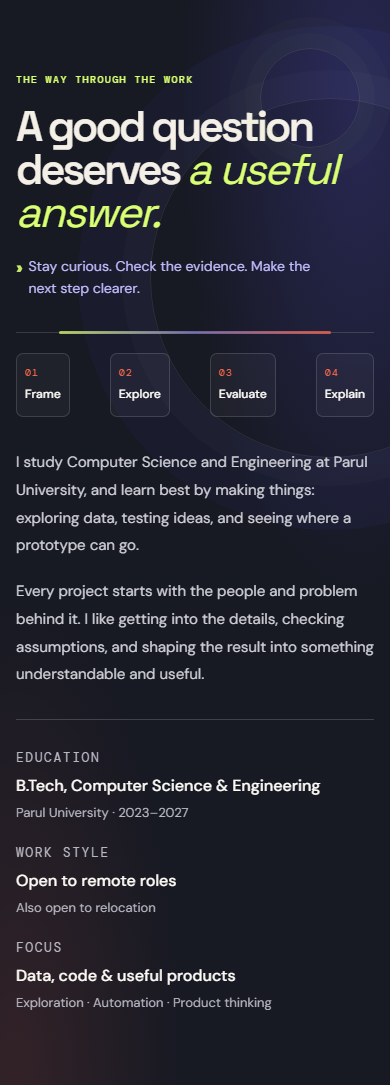 THE WAY THROUGH THE WORK
A good question
deserves a useful
answer.
Stay curious. Check the evidence. Make the
next step clearer.
01 02 03 04
Frame Explore Evaluate Explain
I study Computer Science and Engineering at Parul
University, and learn best by making things:
exploring data, testing ideas, and seeing where a
prototype can go.
Every project starts with the people and problem
behind it. I like getting into the details, checking
assumptions, and shaping the result into something
understandable and useful.
EDUCATION
B.Tech, Computer Science & Engineering
Parul University · 2023–2027
WORK STYLE
Open to remote roles
Also open to relocation
FOCUS
Data, code & useful products
Exploration · Automation · Product thinking